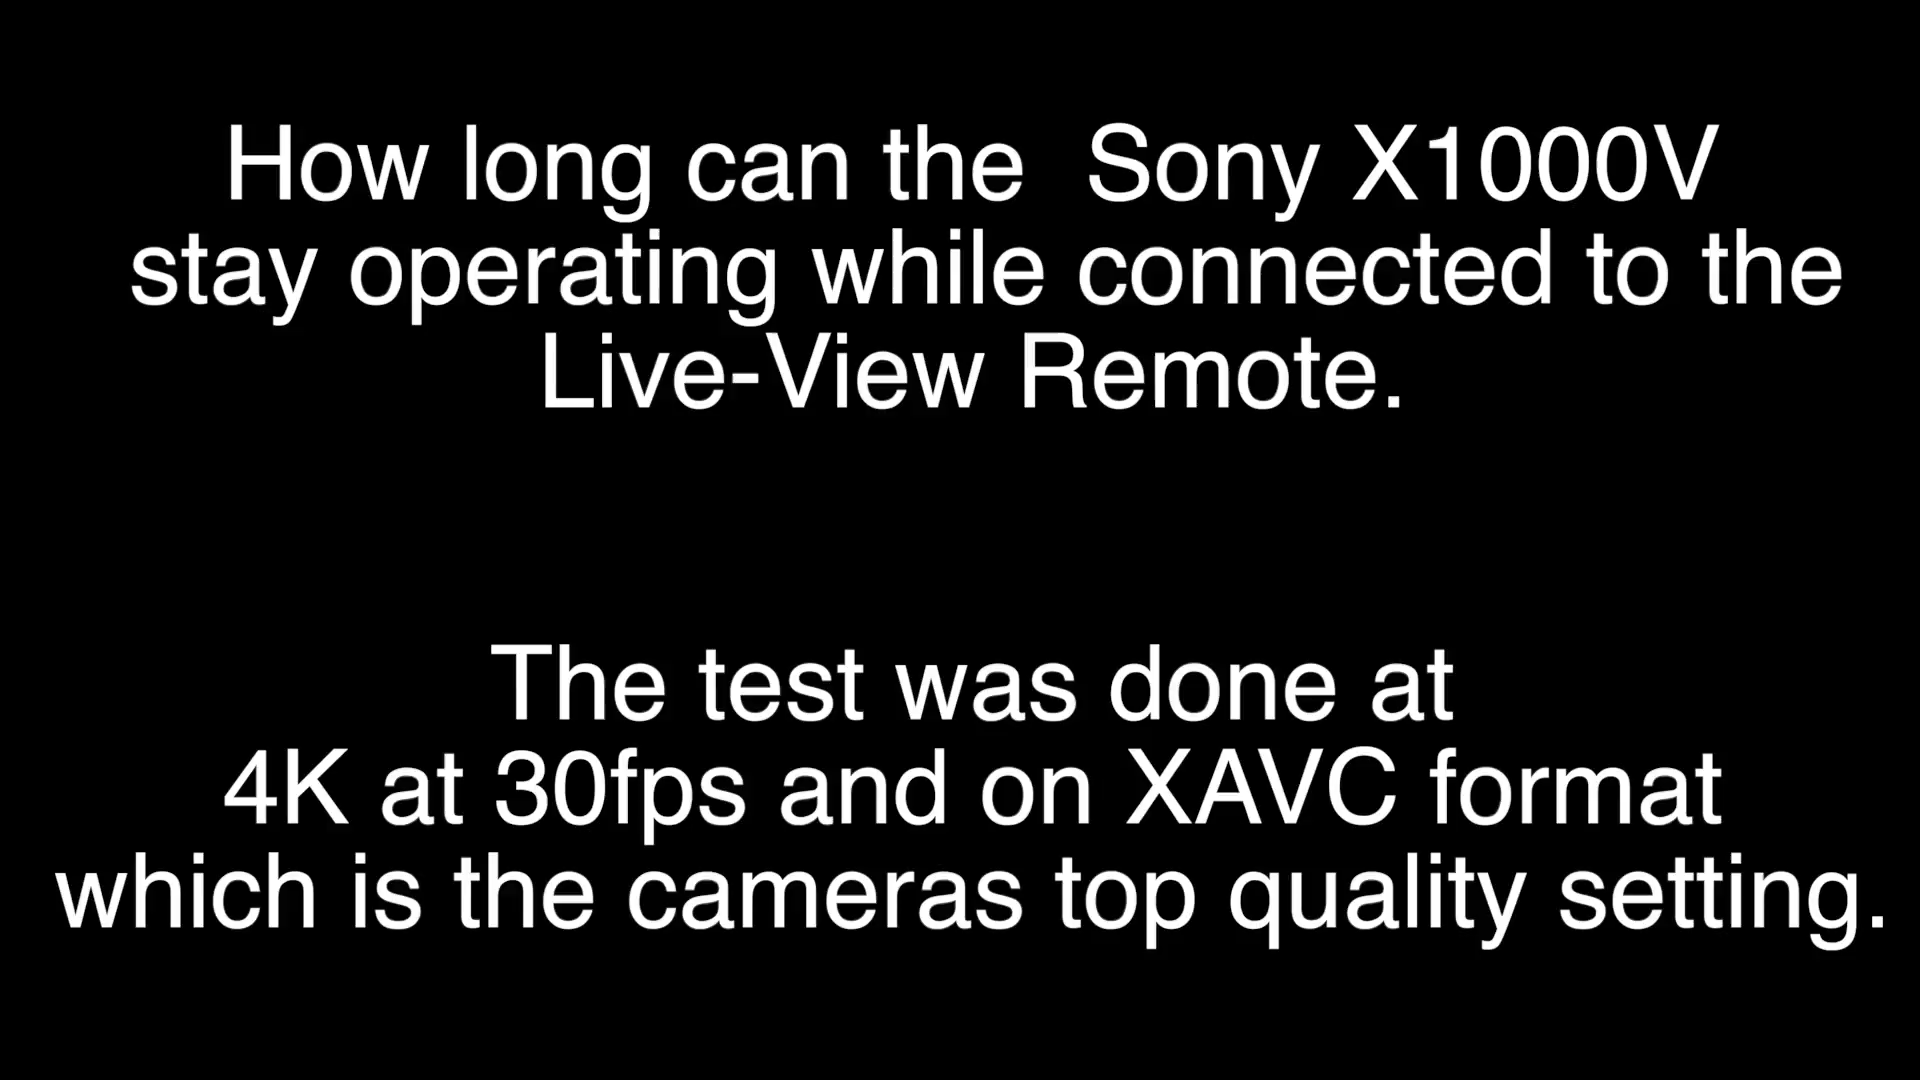 How long can the  Sony X1000V
stay operating while connected to the
Live-View Remote.
The test was done at
4K at 30fps and on XAVC format
which is the cameras top quality setting.